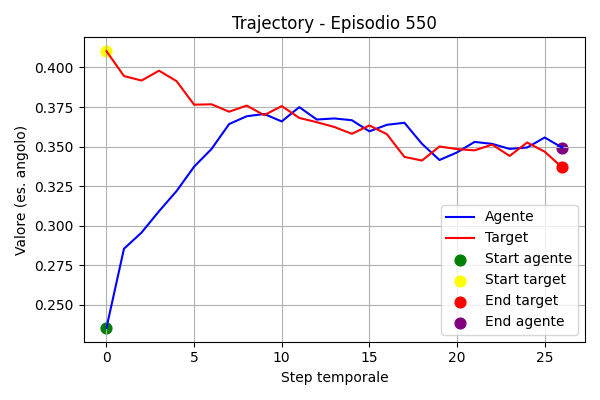 Trajectory - Episodio 550
Valore (es. angolo)
0.400
0.375
0.350
0.325
0.300
0.275
0.250
0
5
10
15
20
25
Step temporale
Agente
Target
Start agente
Start target
End target
End agente